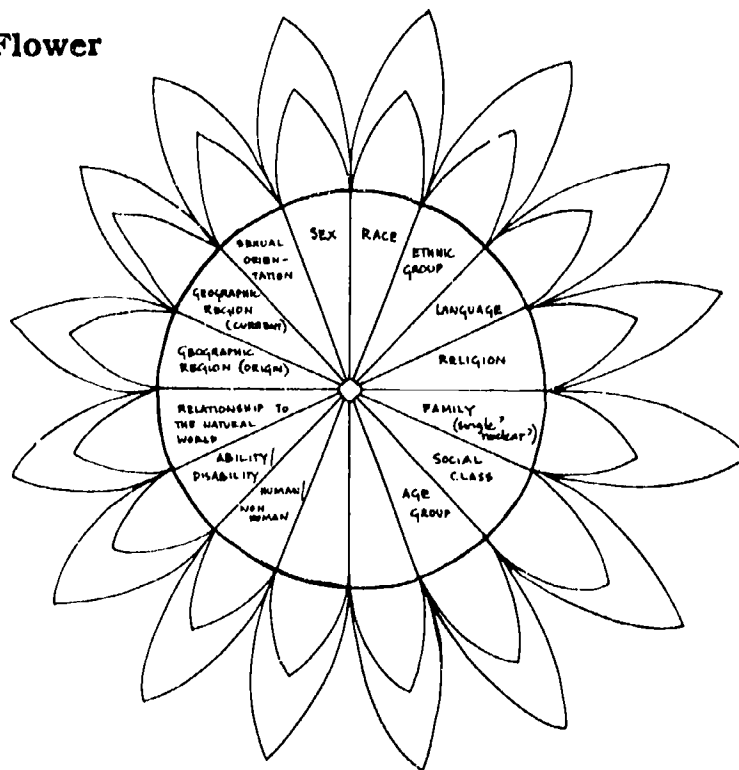 Flower
SEX
RACE
ETHNIC
GROUP
LANGUAGE
RELIGION
FAMILY
(single?
nuclear?)
SOCIAL
CLASS
AGE
GROUP
HUMAN/
NON
HUMAN
ABILITY/
DISABILITY
RELATIONSHIP TO
THE NATURAL
WORLD
GEOGRAPHIC
REGION (ORIGIN)
GEOGRAPHIC
REGION
(CURRENT)
SEXUAL
ORIEN-
TATION